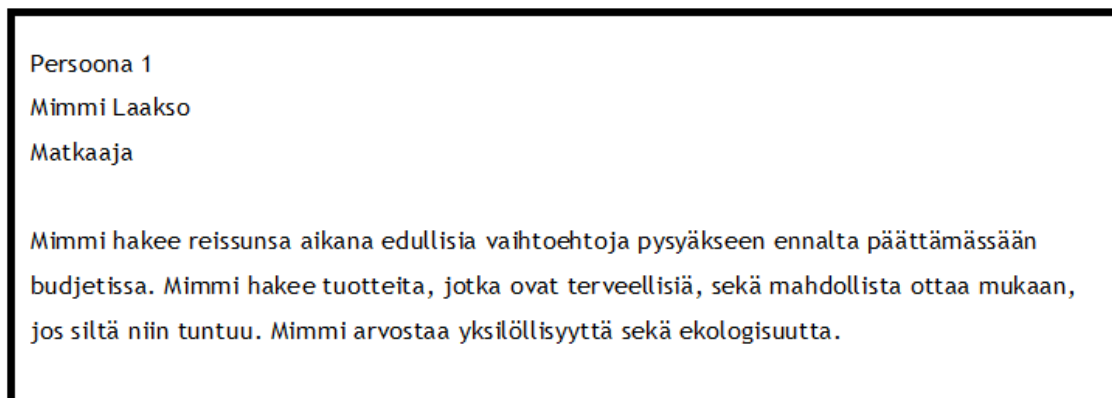 Persoona 1
Mimmi Laakso
Matkaaja
Mimmi hakee reissunsa aikana edullisia vaihtoehtoja pysyäkseen ennalta päättämässään
budjetissa. Mimmi hakee tuotteita, jotka ovat terveellisiä, sekä mahdollista ottaa mukaan,
jos siltä niin tuntuu. Mimmi arvostaa yksilöllisyyttä sekä ekologisuutta.